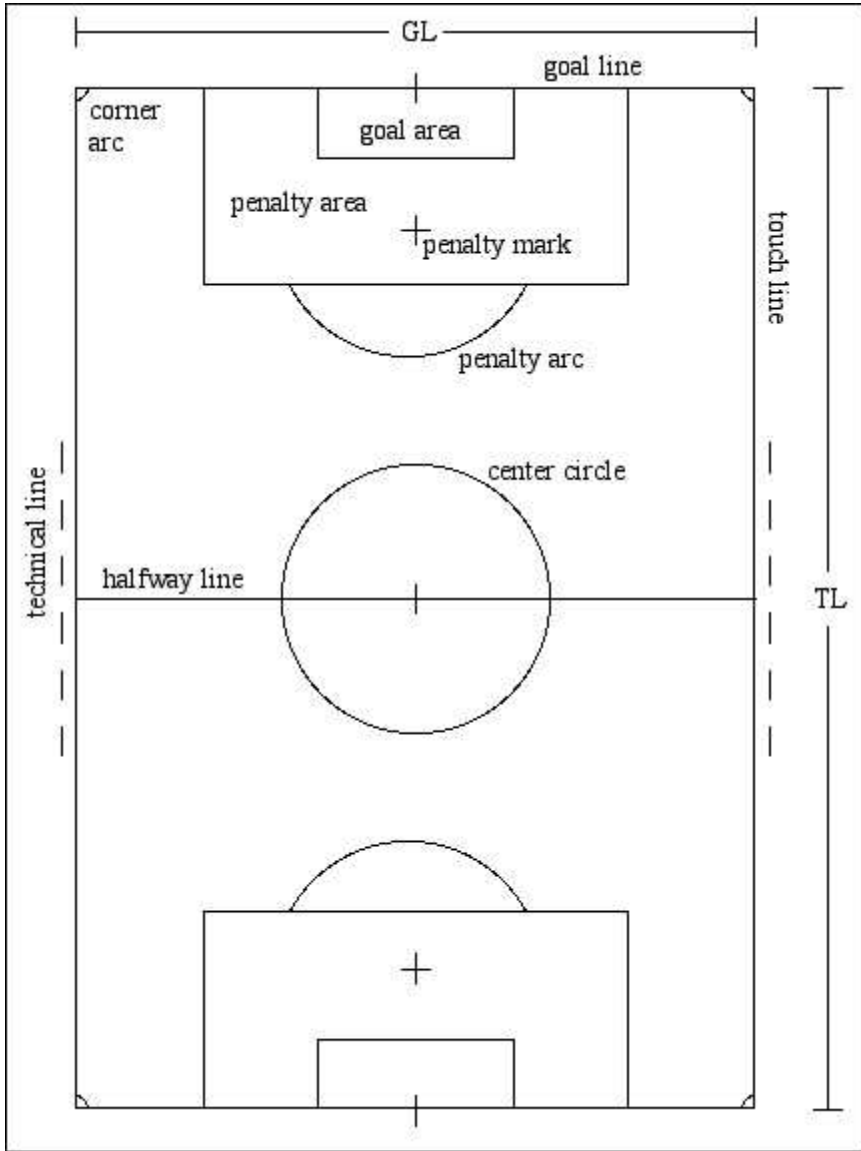 GL
goal line
corner
arc
goal area
penalty area
penalty mark
touch line
penalty arc
center circle
technical line
halfway line
TL